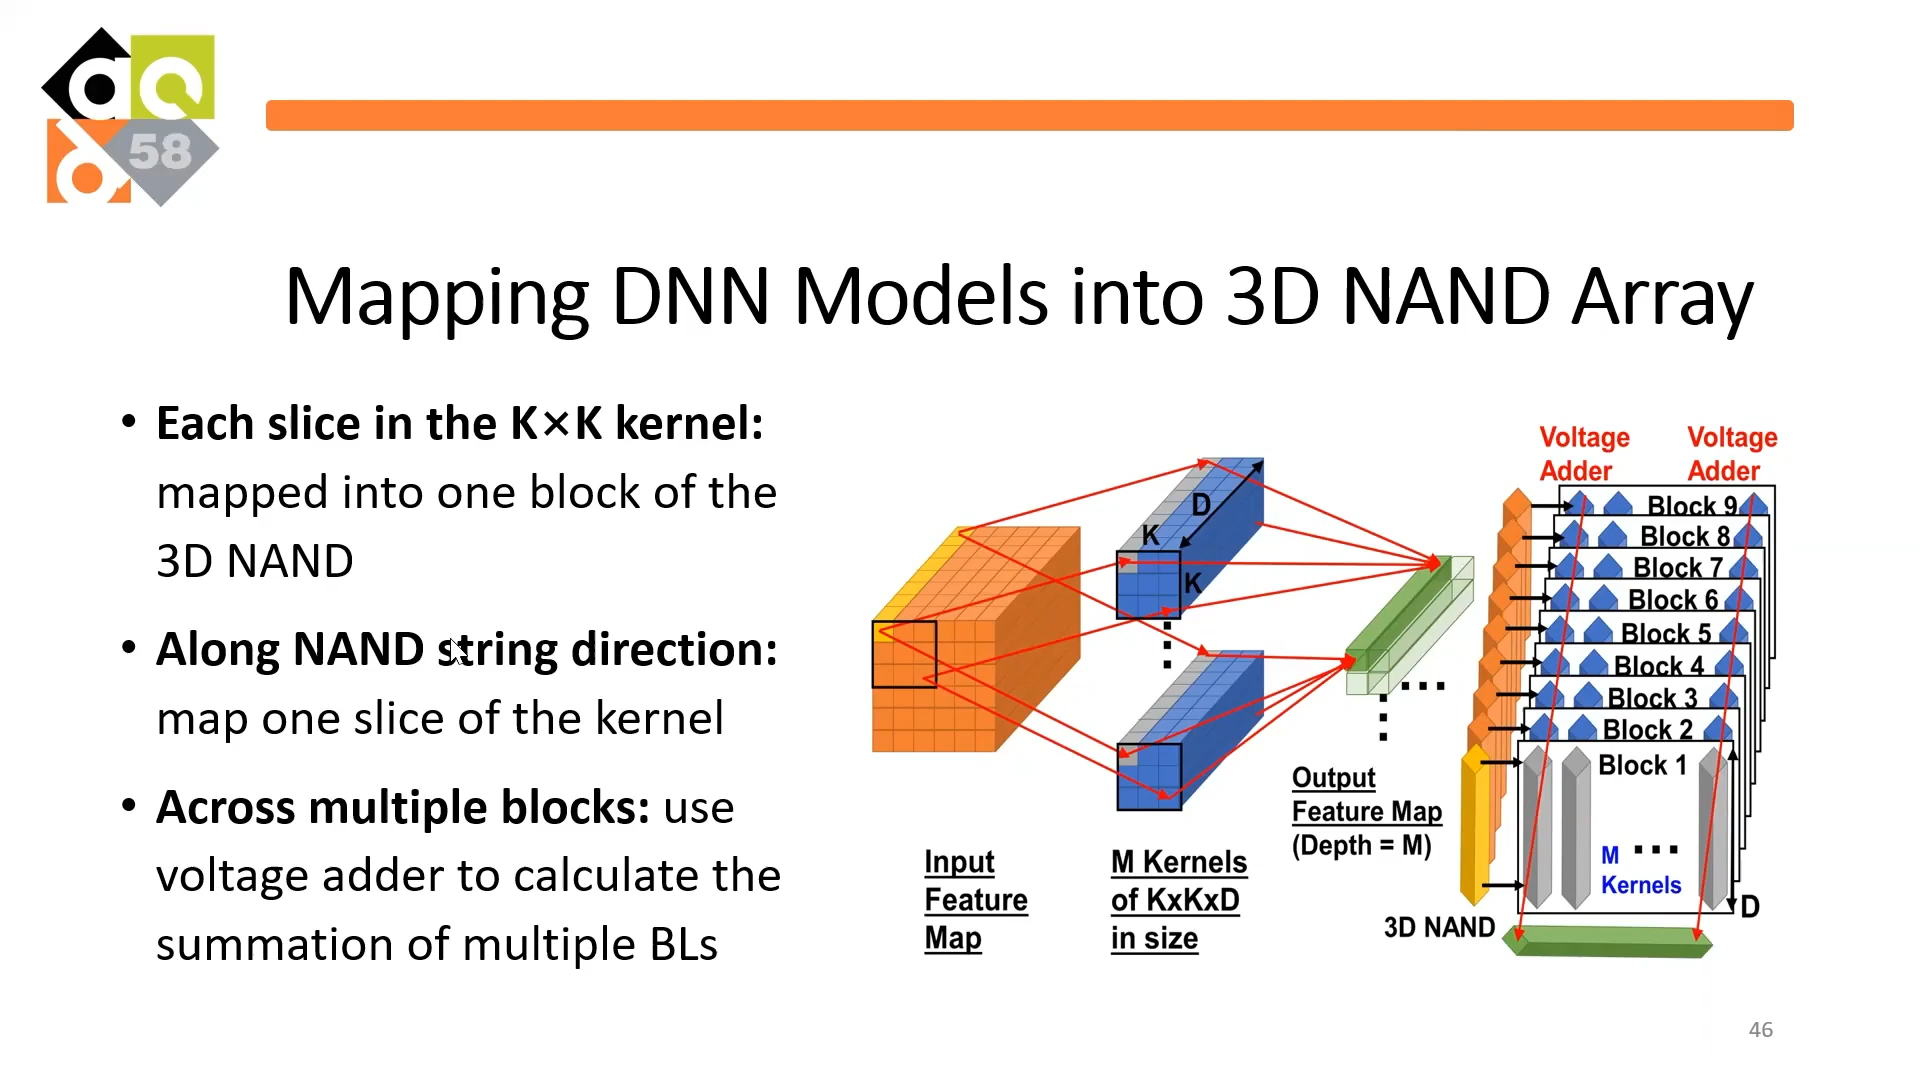 58
Mapping DNN Models into 3D NAND Array
• Each slice in the K×K kernel:
mapped into one block of the
3D NAND
• Along NAND string direction:
map one slice of the kernel
• Across multiple blocks: use
voltage adder to calculate the
summation of multiple BLs
Input
Feature
Map
D
K
K
M Kernels
of KxKxD
in size
Output
Feature Map
(Depth = M)
Voltage
Adder
Voltage
Adder
Block 9
Block 8
Block 7
Block 6
Block 5
Block 4
Block 3
Block 2
Block 1
M
Kernels
D
3D NAND
46